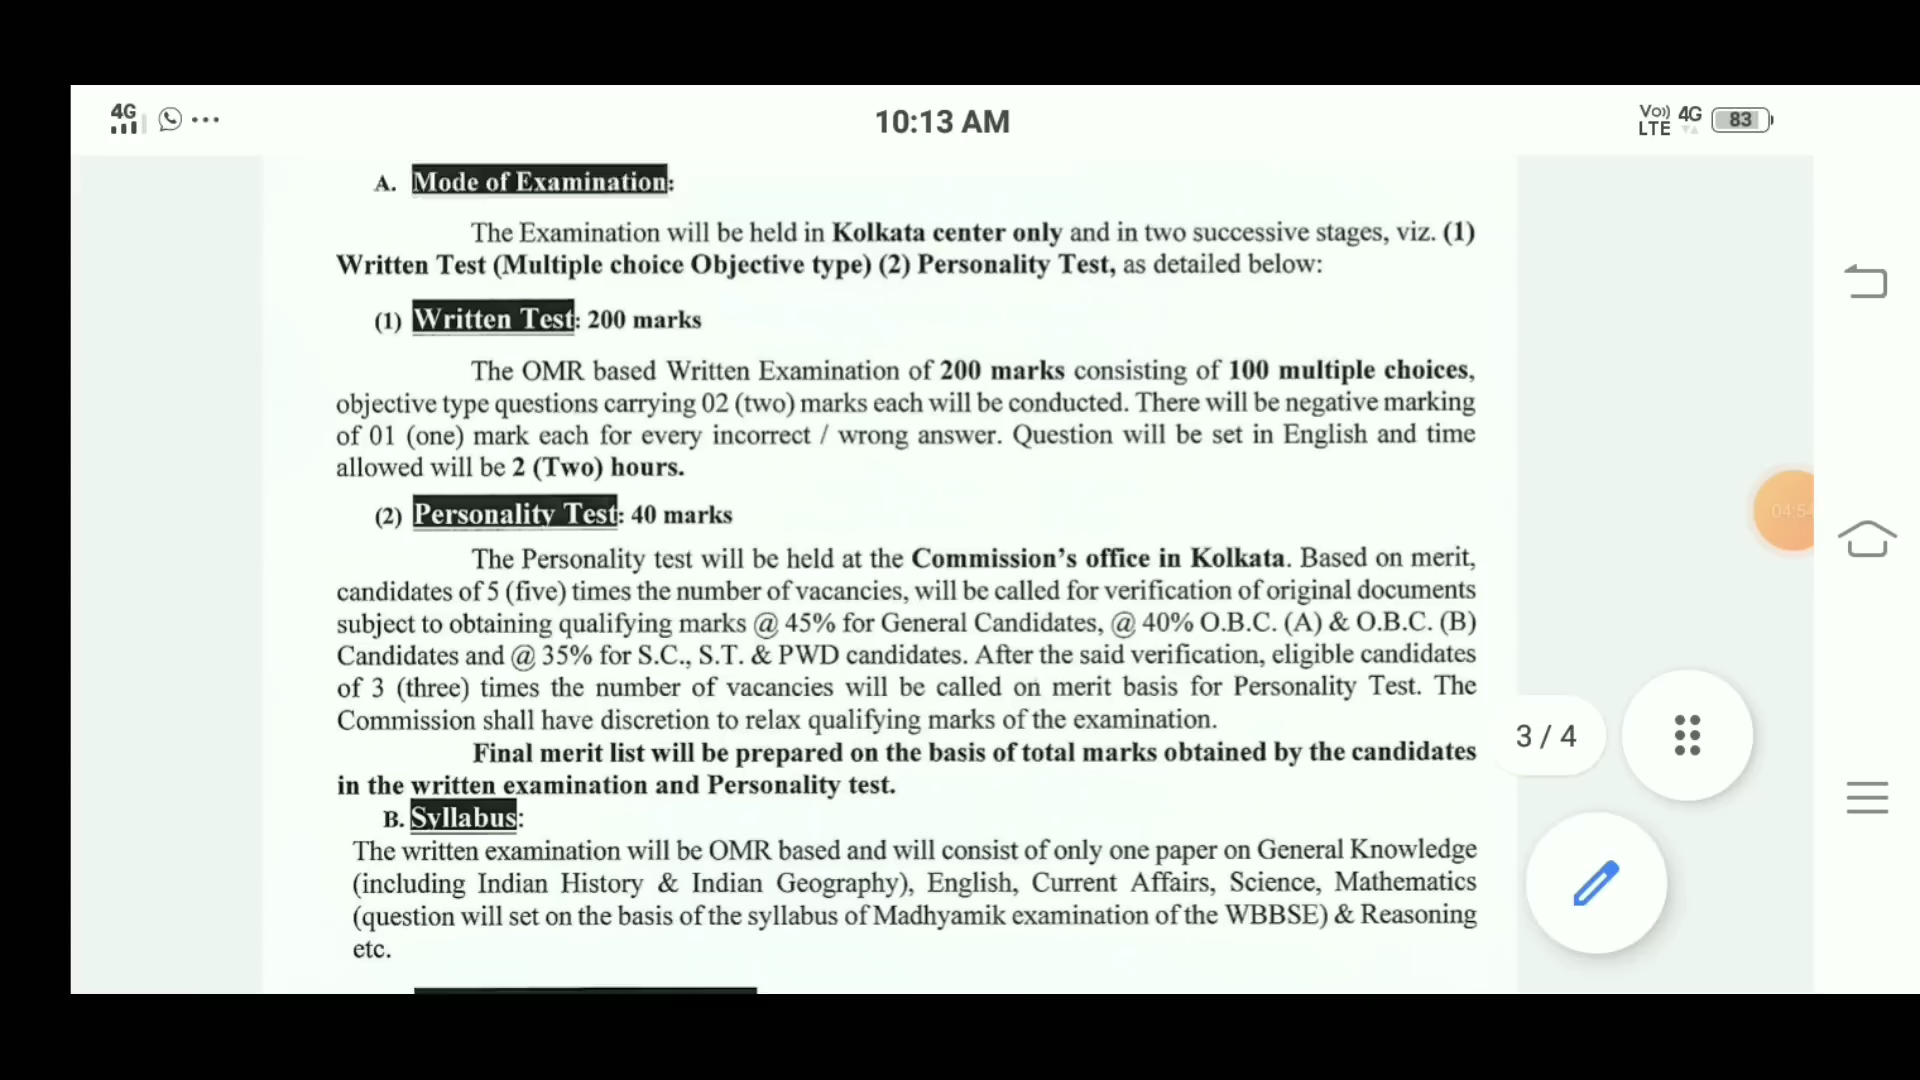 4G
10:13 AM
Vo)) 4G
LTE
83
A. Mode of Examination:
The Examination will be held in Kolkata center only and in two successive stages, viz. (1)
Written Test (Multiple choice Objective type) (2) Personality Test, as detailed below:
(1) Written Test: 200 marks
The OMR based Written Examination of 200 marks consisting of 100 multiple choices,
objective type questions carrying 02 (two) marks each will be conducted. There will be negative marking
of 01 (one) mark each for every incorrect / wrong answer. Question will be set in English and time
allowed will be 2 (Two) hours.
(2) Personality Test: 40 marks
The Personality test will be held at the Commission's office in Kolkata. Based on merit,
candidates of 5 (five) times the number of vacancies, will be called for verification of original documents
subject to obtaining qualifying marks @ 45% for General Candidates, @ 40% O.B.C. (A) & O.B.C. (B)
Candidates and @ 35% for S.C., S.T. & PWD candidates. After the said verification, eligible candidates
of 3 (three) times the number of vacancies will be called on merit basis for Personality Test. The
Commission shall have discretion to relax qualifying marks of the examination.
Final merit list will be prepared on the basis of total marks obtained by the candidates
in the written examination and Personality test.
B. Syllabus:
The written examination will be OMR based and will consist of only one paper on General Knowledge
(including Indian History & Indian Geography), English, Current Affairs, Science, Mathematics
(question will set on the basis of the syllabus of Madhyamik examination of the WBBSE) & Reasoning
etc.
3 / 4